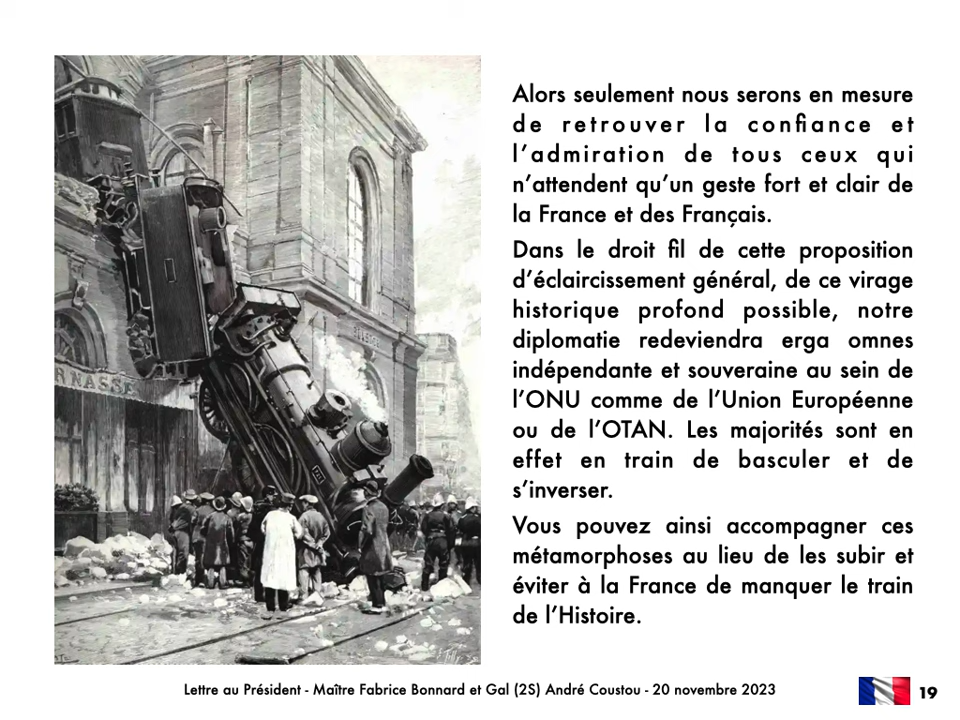 Alors seulement nous serons en mesure
de retrouver la confiance et
l'admiration de tous ceux qui
n'attendent qu'un geste fort et clair de
la France et des Français.
Dans le droit fil de cette proposition
d'éclaircissement général, de ce virage
historique profond possible, notre
diplomatie redeviendra erga omnes
indépendante et souveraine au sein de
l'ONU comme de l'Union Européenne
ou de l'OTAN. Les majorités sont en
effet en train de basculer et de
s'inverser.
Vous pouvez ainsi accompagner ces
métamorphoses au lieu de les subir et
éviter à la France de manquer le train
de l'Histoire.
RNASSE
Lettre au Président - Maître Fabrice Bonnard et Gal (2S) André Coustou - 20 novembre 2023
19